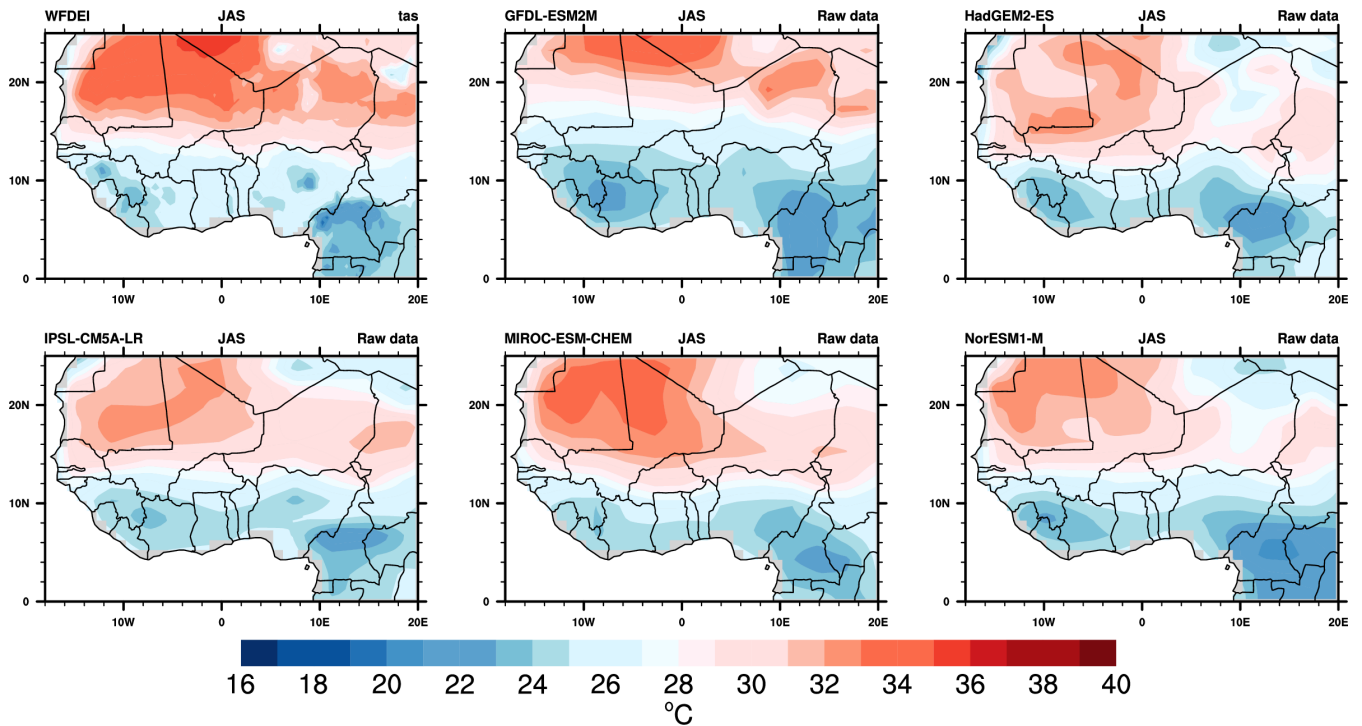 WFDEI JAS tas
GFDL-ESM2M JAS Raw data
HadGEM2-ES JAS Raw data
20N
10N
0
10W 0 10E 20E
20N
10N
0
10W 0 10E 20E
20N
10N
0
10W 0 10E 20E
IPSL-CM5A-LR JAS Raw data
MIROC-ESM-CHEM JAS Raw data
NorESM1-M JAS Raw data
20N
10N
0
10W 0 10E 20E
20N
10N
0
10W 0 10E 20E
20N
10N
0
10W 0 10E 20E
16 18 20 22 24 26 28 30 32 34 36 38 40
°C